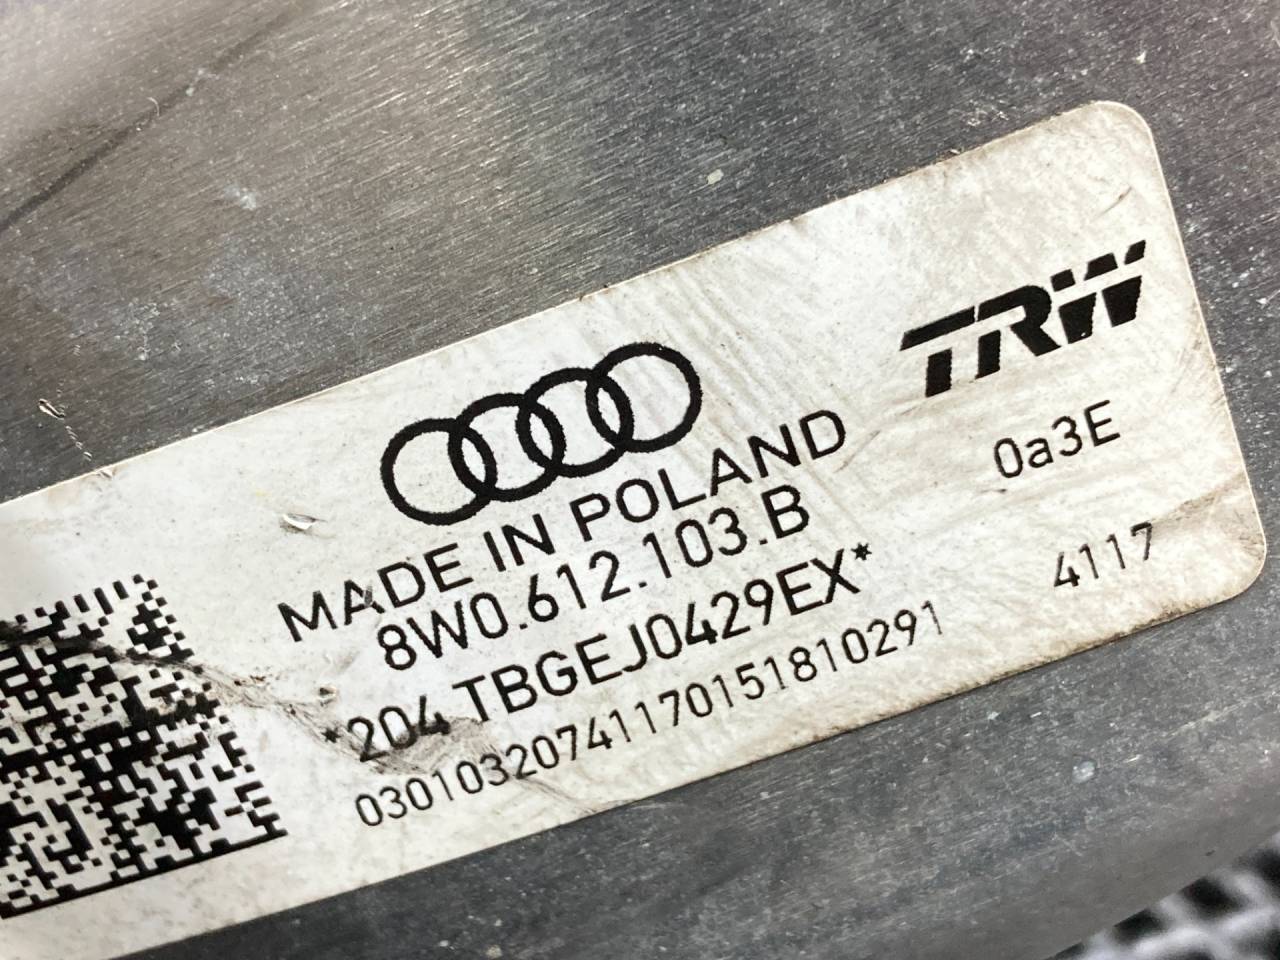 TRW
0a3E
MADE IN POLAND
8W0.612.103.B
4117
*204 TBGEJ0429EX*
03010320741170151810291